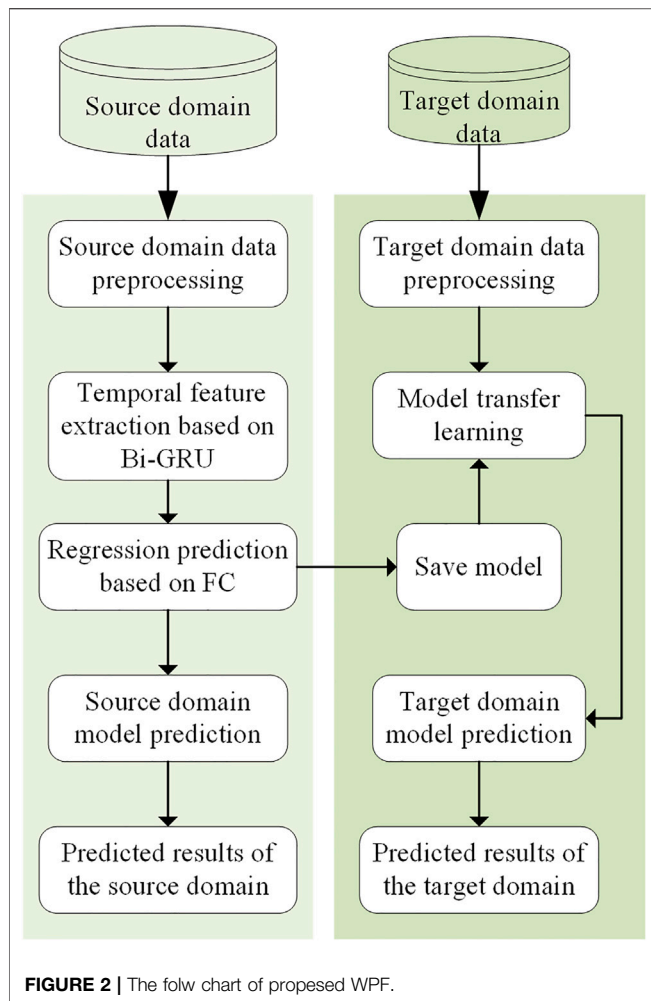 Source domain
data
Target domain
data
Source domain data
preprocessing
Target domain data
preprocessing
Temporal feature
extraction based on
Bi-GRU
Model transfer
learning
Regression prediction
based on FC
Save model
Source domain
model prediction
Target domain
model prediction
Predicted results of
the source domain
Predicted results of
the target domain
FIGURE 2 | The folw chart of propesed WPF.